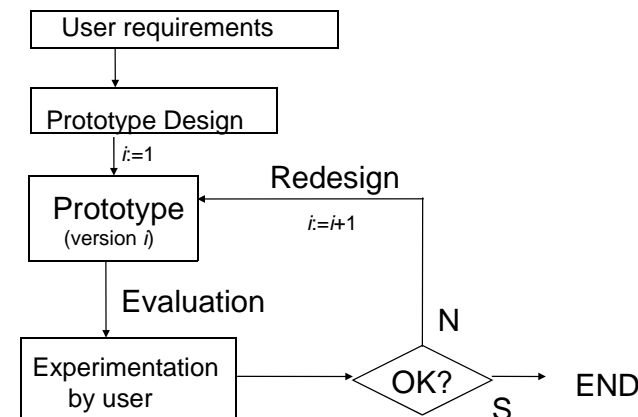 User requirements
Prototype Design
i:=1
Redesign
Prototype
(version i)
i:=i+1
Evaluation
N
Experimentation
by user
OK?
END
S